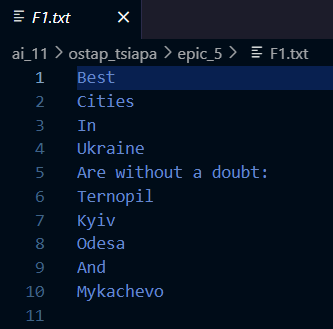 F1.txt
ai_11 > ostap_tsiapa > epic_5 > F1.txt
1 Best
2 Cities
3 In
4 Ukraine
5 Are without a doubt:
6 Ternopil
7 Kyiv
8 Odesa
9 And
10 Mykachevo
11